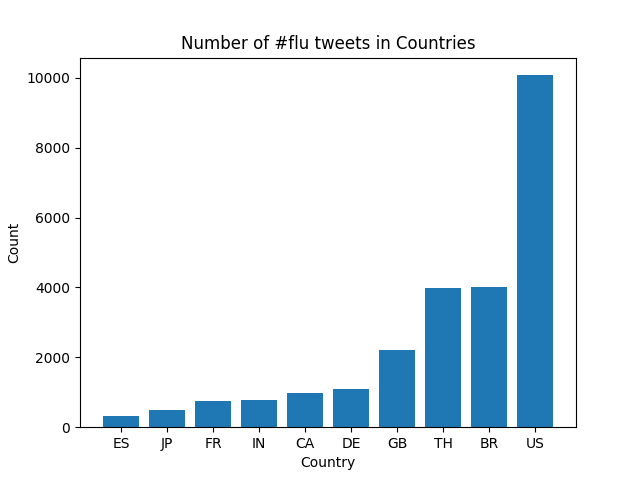 Number of #flu tweets in Countries
10000
8000
6000
4000
2000
0
Count
ES JP FR IN CA DE GB TH BR US
Country